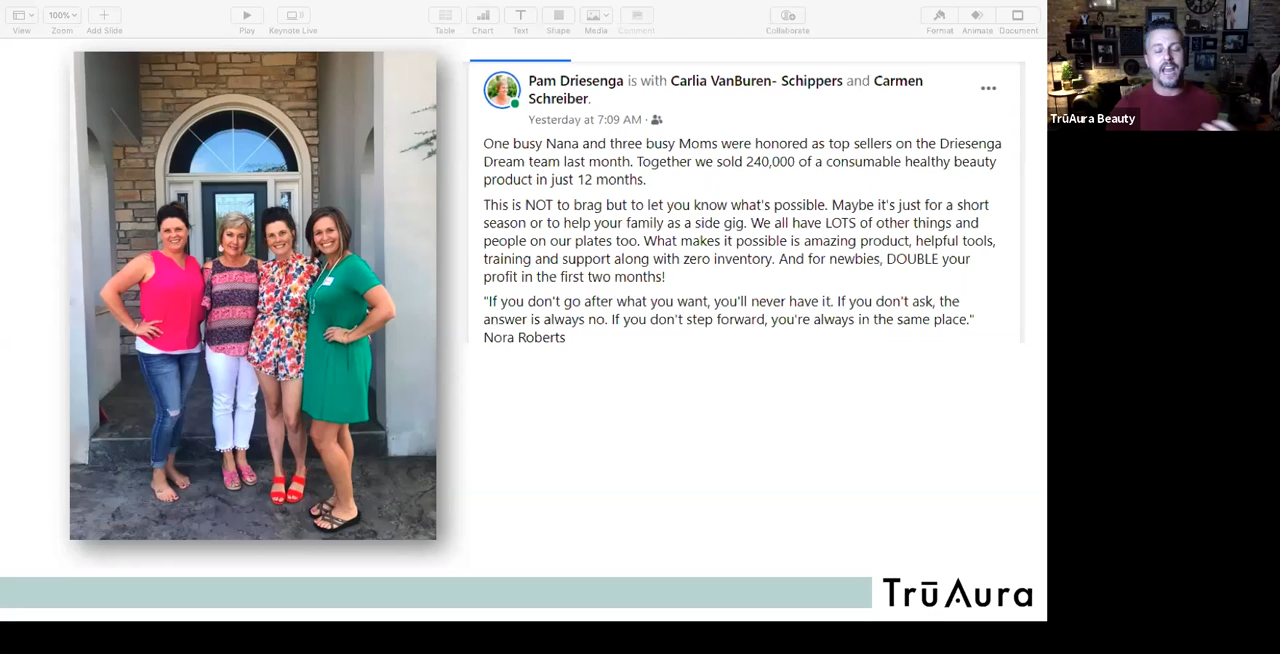 100%
View
Zoom
Add Slide
Play
Keynote Live
Table
Chart
Text
Shape
Media
Comment
Collaborate
Format
Animate
Document
Pam Driesenga is with Carlia VanBuren- Schippers and Carmen
Schreiber.
Yesterday at 7:09 AM ·
One busy Nana and three busy Moms were honored as top sellers on the Driesenga
Dream team last month. Together we sold 240,000 of a consumable healthy beauty
product in just 12 months.
This is NOT to brag but to let you know what's possible. Maybe it's just for a short
season or to help your family as a side gig. We all have LOTS of other things and
people on our plates too. What makes it possible is amazing product, helpful tools,
training and support along with zero inventory. And for newbies, DOUBLE your
profit in the first two months!
"If you don't go after what you want, you'll never have it. If you don't ask, the
answer is always no. If you don't step forward, you're always in the same place."
Nora Roberts
TrūAura
TrūAura Beauty